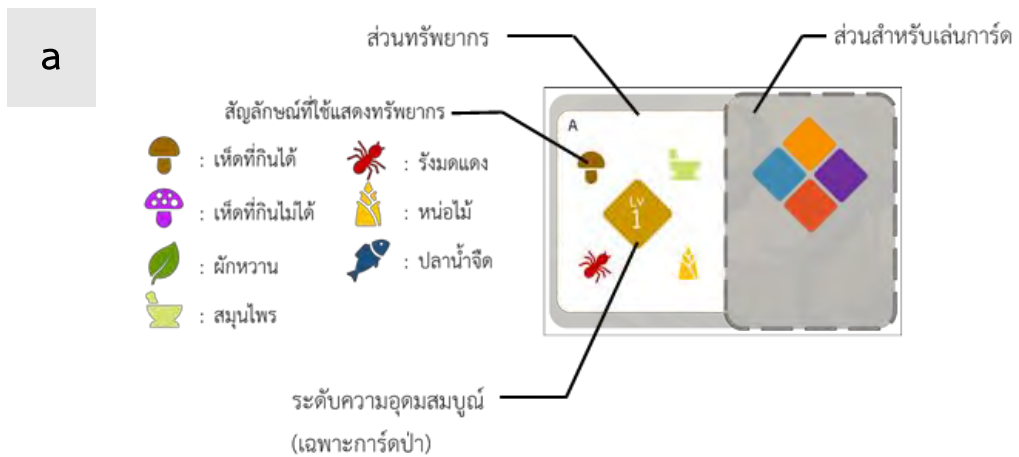 a
ส่วนทรัพยากร
ส่วนสำหรับเล่นการ์ด
สัญลักษณ์ที่ใช้แสดงทรัพยากร
: เห็ดที่กินได้
: รังมดแดง
: เห็ดที่กินไม่ได้
: หน่อไม้
: ผักหวาน
: ปลาน้ำจืด
: สมุนไพร
A
Lv
1
ระดับความอุดมสมบูณ์
(เฉพาะการ์ดป่า)